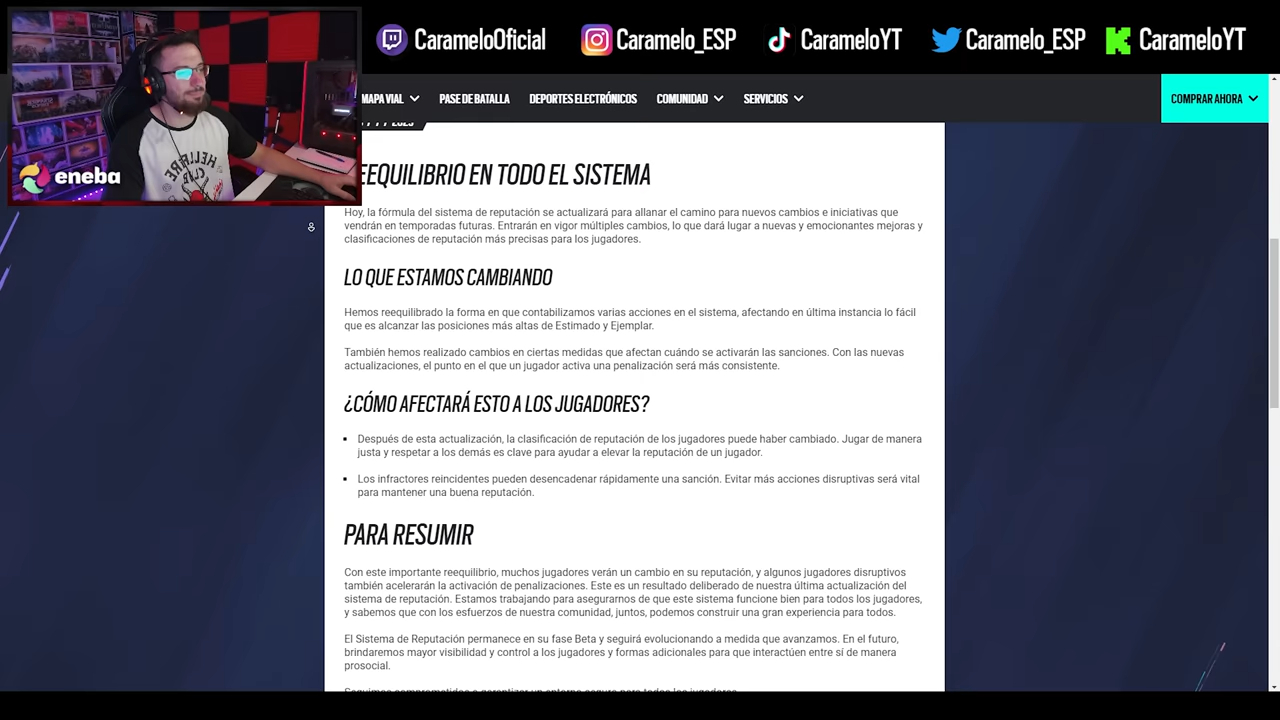 CarameloOficial
Caramelo_ESP
CarameloYT
Caramelo_ESP
CarameloYT
MAPA VIAL
PASE DE BATALLA
DEPORTES ELECTRÓNICOS
COMUNIDAD
SERVICIOS
COMPRAR AHORA
eneba
EEQUILIBRIO EN TODO EL SISTEMA
Hoy, la fórmula del sistema de reputación se actualizará para allanar el camino para nuevos cambios e iniciativas que
vendrán en temporadas futuras. Entrarán en vigor múltiples cambios, lo que dará lugar a nuevas y emocionantes mejoras y
clasificaciones de reputación más precisas para los jugadores.
LO QUE ESTAMOS CAMBIANDO
Hemos reequilibrado la forma en que contabilizamos varias acciones en el sistema, afectando en última instancia lo fácil
que es alcanzar las posiciones más altas de Estimado y Ejemplar.
También hemos realizado cambios en ciertas medidas que afectan cuándo se activarán las sanciones. Con las nuevas
actualizaciones, el punto en el que un jugador activa una penalización será más consistente.
¿CÓMO AFECTARÁ ESTO A LOS JUGADORES?
Después de esta actualización, la clasificación de reputación de los jugadores puede haber cambiado. Jugar de manera
justa y respetar a los demás es clave para ayudar a elevar la reputación de un jugador.
Los infractores reincidentes pueden desencadenar rápidamente una sanción. Evitar más acciones disruptivas será vital
para mantener una buena reputación.
PARA RESUMIR
Con este importante reequilibrio, muchos jugadores verán un cambio en su reputación, y algunos jugadores disruptivos
también acelerarán la activación de penalizaciones. Este es un resultado deliberado de nuestra última actualización del
sistema de reputación. Estamos trabajando para asegurarnos de que este sistema funcione bien para todos los jugadores,
y sabemos que con los esfuerzos de nuestra comunidad, juntos, podemos construir una gran experiencia para todos.
El Sistema de Reputación permanece en su fase Beta y seguirá evolucionando a medida que avanzamos. En el futuro,
brindaremos mayor visibilidad y control a los jugadores y formas adicionales para que interactúen entre sí de manera
prosocial.